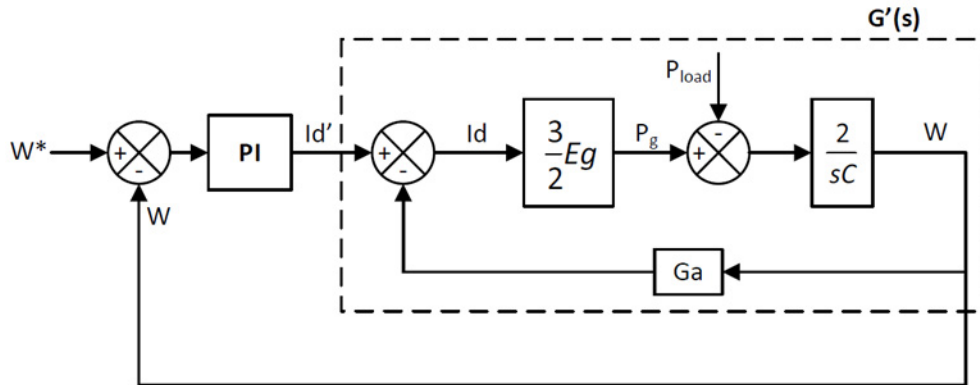 G'(s)
P_load
W*
+
-
PI
Id'
+
-
Id
3/2 Eg
P_g
-
+
2/sC
W
W
Ga